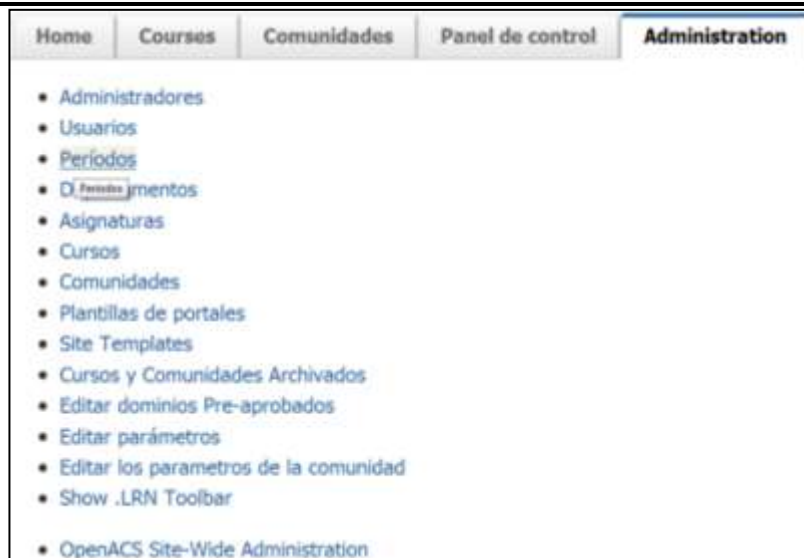 Home Courses Comunidades Panel de control Administration
Administradores
Usuarios
Períodos
D Períodos mentos
Asignaturas
Cursos
Comunidades
Plantillas de portales
Site Templates
Cursos y Comunidades Archivados
Editar dominios Pre-aprobados
Editar parámetros
Editar los parametros de la comunidad
Show .LRN Toolbar
OpenACS Site-Wide Administration